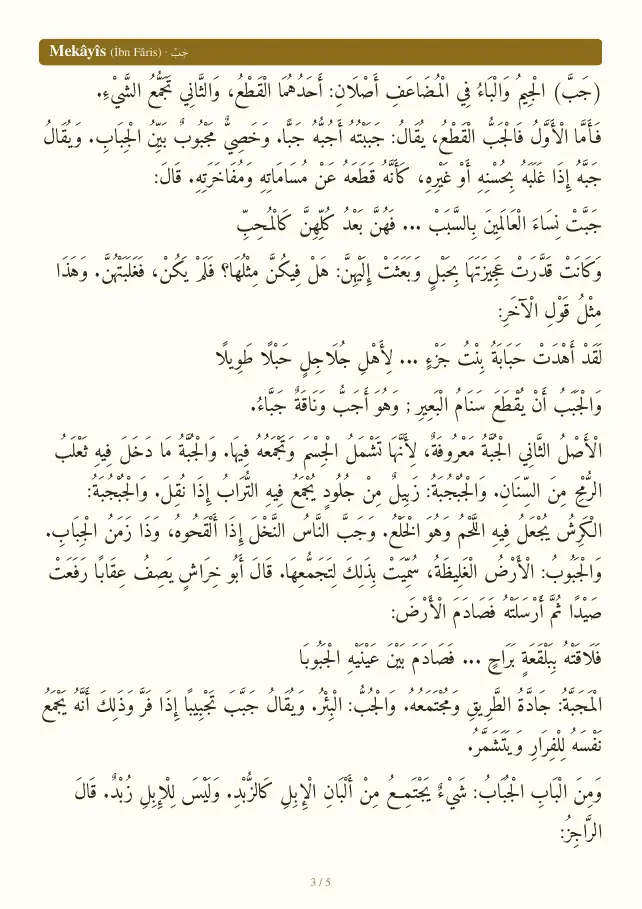 Mekâyîs (İbn Fâris) · جَبّ
(جَبَّ) الْجِيمُ وَالْبَاءُ فِي الْمُضَاعَفِ أَصْلَانِ: أَحَدُهُمَا الْقَطْعُ، وَالثَّانِي تَجَمُّعُ الشَّيْءِ.
فَأَمَّا الْأَوَّلُ فَالْجَبُّ الْقَطْعُ، يُقَالُ: جَبَبْتُهُ أَجُبُّهُ جَبًّا. وَخَصِيٌّ مَجْبُوبٌ بَيِّنُ الْجِبَابِ. وَيُقَالُ
جَبَّهُ إِذَا غَلَبَهُ بِحُسْنِهِ أَوْ غَيْرِهِ، كَأَنَّهُ قَطَعَهُ عَنْ مُسَامَاتِهِ وَمُفَاخَرَتِهِ. قَالَ:
جَبَّتْ نِسَاءَ الْعَالَمِينَ بِالسَّبَبْ ... فَهُنَّ بَعْدُ كُلُّهِنَّ كَالْمُحِبِّ
وَكَانَتْ قَدَّرَتْ عَجِيزَتَهَا بِحَبْلٍ وَبَعَثَتْ إِلَيْهِنَّ: هَلْ فِيكُنَّ مِثْلُهَا؟ فَلَمْ يَكُنْ، فَغَلَبَتْهُنَّ. وَهَذَا
مِثْلُ قَوْلِ الْآخَرِ:
لَقَدْ أَهْدَتْ حَبَابَةُ بِنْتُ جَزْءٍ ... لِأَهْلِ جُلَاجِلٍ حَبْلًا طَوِيلًا
وَالْجَبَبُ أَنْ يُقْطَعَ سَنَامُ الْبَعِيرِ ; وَهُوَ أَجَبُّ وَنَاقَةٌ جَبَّاءُ.
الْأَصْلُ الثَّانِي الْجُبَّةُ مَعْرُوفَةٌ، لِأَنَّهَا تَشْمَلُ الْجِسْمَ وَتَجْمَعُهُ فِيهَا. وَالْجُبَّةُ مَا دَخَلَ فِيهِ ثَعْلَبُ
الرُّمْحِ مِنَ السِّنَانِ. وَالْجُبْجُبَةُ: زَبِيلٌ مِنْ جُلُودٍ يُجْمَعُ فِيهِ التُّرَابُ إِذَا نُقِلَ. وَالْجُبْجُبَةُ:
الْكَرِشُ يُجْعَلُ فِيهِ اللَّحْمُ وَهُوَ الْخَلْعُ. وَجَبَّ النَّاسُ النَّخْلَ إِذَا أَلْقَحُوهُ، وَذَا زَمَنُ الْجِبَابِ.
وَالْجَبُوبُ: الْأَرْضُ الْغَلِيظَةُ، سُمِّيَتْ بِذَلِكَ لِتَجَمُّعِهَا. قَالَ أَبُو خِرَاشٍ يَصِفُ عِقَابًا رَفَعَتْ
صَيْدًا ثُمَّ أَرْسَلَتْهُ فَصَادَمَ الْأَرْضَ:
فَلَاقَتْهُ بِبَلْقَعَةٍ بَرَاحٍ ... فَصَادَمَ بَيْنَ عَيْنَيْهِ الْجَبُوبَا
الْمَجَبَّةُ: جَادَّةُ الطَّرِيقِ وَمُجْتَمَعُهُ. وَالْجُبُّ: الْبِئْرُ. وَيُقَالُ جَبَّبَ تَجْبِيبًا إِذَا فَرَّ وَذَلِكَ أَنَّهُ يَجْمَعُ
نَفْسَهُ لِلْفِرَارِ وَيَتَشَمَّرُ.
وَمِنَ الْبَابِ الْجُبَابُ: شَيْءٌ يَجْتَمِعُ مِنْ أَلْبَانِ الْإِبِلِ كَالزُّبْدِ. وَلَيْسَ لِلْإِبِلِ زُبْدٌ. قَالَ
الرَّاجِزُ:
3 / 5